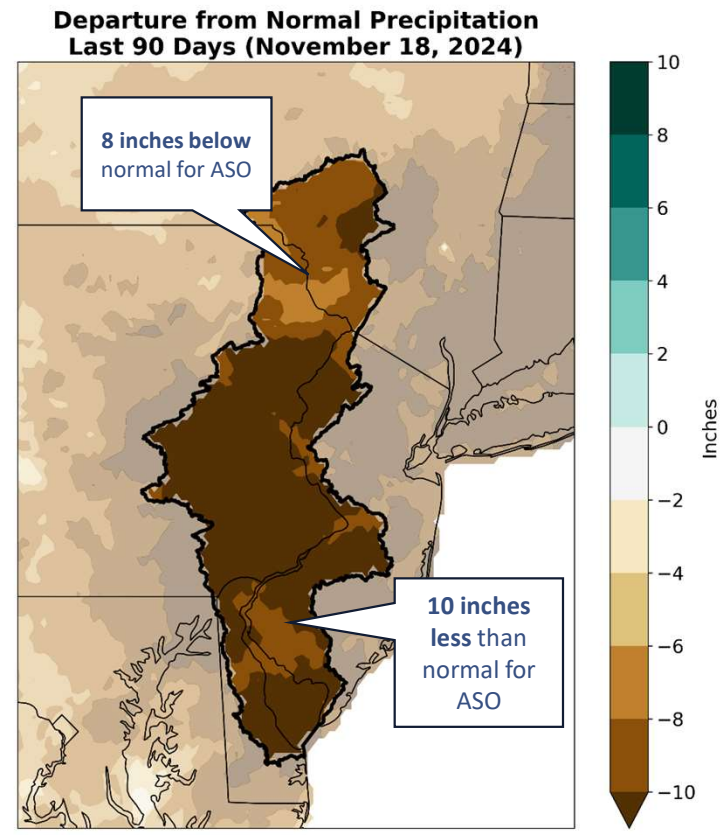 Departure from Normal Precipitation
Last 90 Days (November 18, 2024)
8 inches below
normal for ASO
10 inches
less than
normal for
ASO
10
8
6
4
2
0
−2
−4
−6
−8
−10
Inches